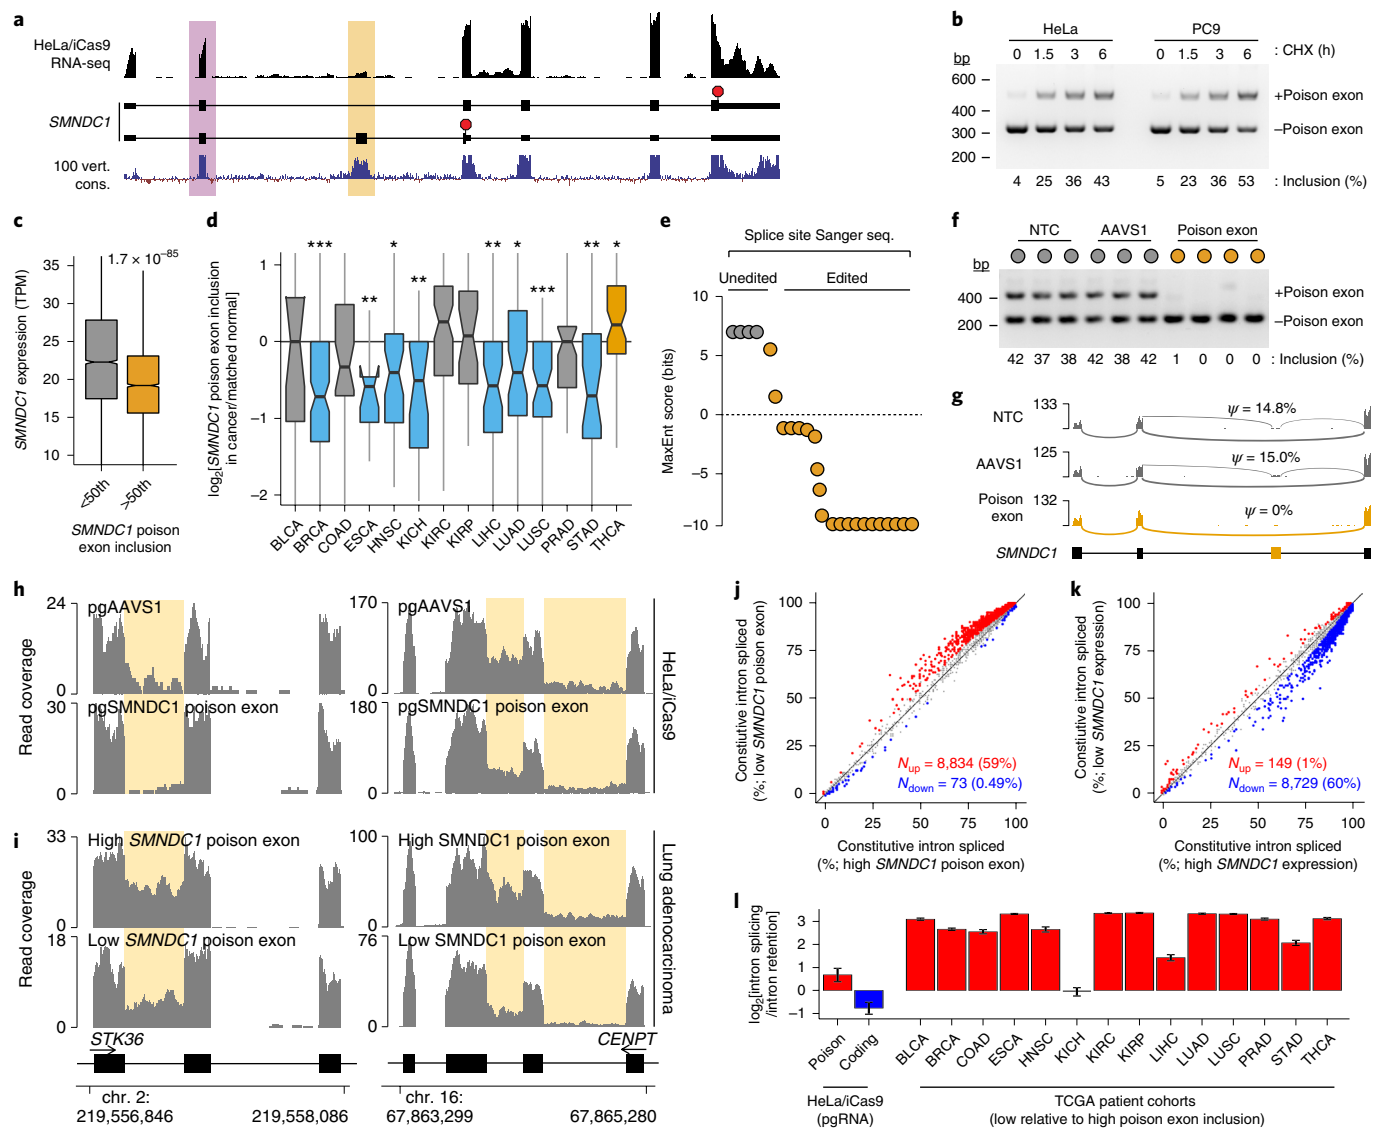 a
HeLa/iCas9
RNA-seq
SMNDC1
100 vert.
cons.
b
HeLa PC9
bp 0 1.5 3 6 0 1.5 3 6 : CHX (h)
600
400
300
200
+Poison exon
–Poison exon
4 25 36 43 5 23 36 53 : Inclusion (%)
c
SMNDC1 expression (TPM)
1.7 × 10⁻⁸⁵
35
30
25
20
15
10
<50th >50th
SMNDC1 poison
exon inclusion
d
log₂[SMNDC1 poison exon inclusion
in cancer/matched normal]
1
0
−1
−2
*** ** * ** ** * *** ** *
BLCA BRCA COAD ESCA HNSC KICH KIRC KIRP LIHC LUAD LUSC PRAD STAD THCA
e
Splice site Sanger seq.
Unedited Edited
MaxEnt score (bits)
10
5
0
−5
−10
f
NTC AAVS1 Poison exon
bp
400
200
+Poison exon
–Poison exon
42 37 38 42 38 42 1 0 0 0 : Inclusion (%)
g
NTC 133 ψ = 14.8%
AAVS1 125 ψ = 15.0%
Poison
exon
132 ψ = 0%
SMNDC1
h
Read coverage
24 pgAAVS1
0
30 pgSMNDC1 poison exon
0
170 pgAAVS1
0
180 pgSMNDC1 poison exon
0
HeLa/iCas9
i
Read coverage
33 High SMNDC1 poison exon
0
18 Low SMNDC1 poison exon
0
100 High SMNDC1 poison exon
0
76 Low SMNDC1 poison exon
0
Lung adenocarcinoma
STK36 CENPT
chr. 2:
219,556,846 219,558,086
chr. 16:
67,863,299 67,865,280
j
Constiutive intron spliced
(%; low SMNDC1 poison exon)
100
75
50
25
0
N up = 8,834 (59%)
N down = 73 (0.49%)
0 25 50 75 100
Constitutive intron spliced
(%; high SMNDC1 poison exon)
k
Constiutive intron spliced
(%; low SMNDC1 expression)
100
75
50
25
0
N up = 149 (1%)
N down = 8,729 (60%)
0 25 50 75 100
Constitutive intron spliced
(%; high SMNDC1 expression)
l
log₂[intron splicing
/intron retention]
3
2
1
0
−1
Poison Coding BLCA BRCA COAD ESCA HNSC KICH KIRC KIRP LIHC LUAD LUSC PRAD STAD THCA
HeLa/iCas9
(pgRNA)
TCGA patient cohorts
(low relative to high poison exon inclusion)